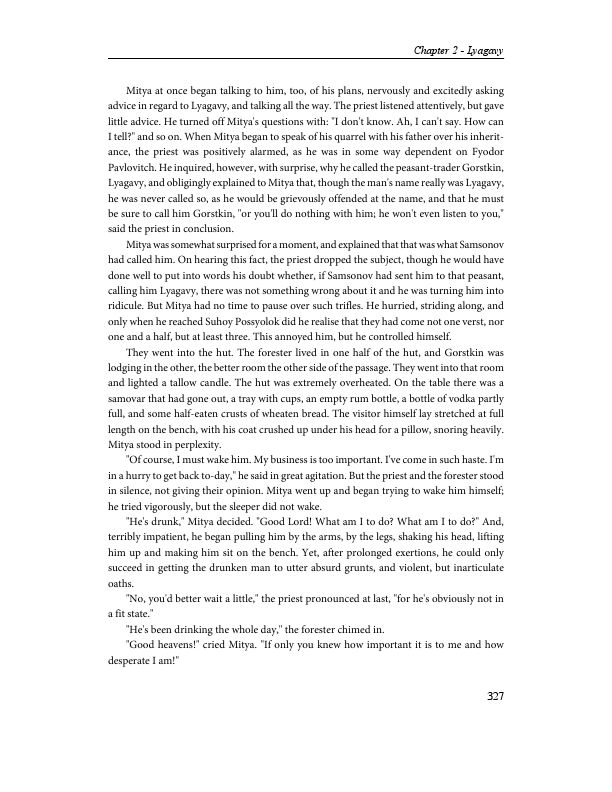 Chapter 2 - Lyagavy
Mitya at once began talking to him, too, of his plans, nervously and excitedly asking
advice in regard to Lyagavy, and talking all the way. The priest listened attentively, but gave
little advice. He turned off Mitya's questions with: "I don't know. Ah, I can't say. How can
I tell?" and so on. When Mitya began to speak of his quarrel with his father over his inherit-
ance, the priest was positively alarmed, as he was in some way dependent on Fyodor
Pavlovitch. He inquired, however, with surprise, why he called the peasant-trader Gorstkin,
Lyagavy, and obligingly explained to Mitya that, though the man's name really was Lyagavy,
he was never called so, as he would be grievously offended at the name, and that he must
be sure to call him Gorstkin, "or you'll do nothing with him; he won't even listen to you,"
said the priest in conclusion.
Mitya was somewhat surprised for a moment, and explained that that was what Samsonov
had called him. On hearing this fact, the priest dropped the subject, though he would have
done well to put into words his doubt whether, if Samsonov had sent him to that peasant,
calling him Lyagavy, there was not something wrong about it and he was turning him into
ridicule. But Mitya had no time to pause over such trifles. He hurried, striding along, and
only when he reached Suhoy Possyolok did he realise that they had come not one verst, nor
one and a half, but at least three. This annoyed him, but he controlled himself.
They went into the hut. The forester lived in one half of the hut, and Gorstkin was
lodging in the other, the better room the other side of the passage. They went into that room
and lighted a tallow candle. The hut was extremely overheated. On the table there was a
samovar that had gone out, a tray with cups, an empty rum bottle, a bottle of vodka partly
full, and some half-eaten crusts of wheaten bread. The visitor himself lay stretched at full
length on the bench, with his coat crushed up under his head for a pillow, snoring heavily.
Mitya stood in perplexity.
"Of course, I must wake him. My business is too important. I've come in such haste. I'm
in a hurry to get back to-day," he said in great agitation. But the priest and the forester stood
in silence, not giving their opinion. Mitya went up and began trying to wake him himself;
he tried vigorously, but the sleeper did not wake.
"He's drunk," Mitya decided. "Good Lord! What am I to do? What am I to do?" And,
terribly impatient, he began pulling him by the arms, by the legs, shaking his head, lifting
him up and making him sit on the bench. Yet, after prolonged exertions, he could only
succeed in getting the drunken man to utter absurd grunts, and violent, but inarticulate
oaths.
"No, you'd better wait a little," the priest pronounced at last, "for he's obviously not in
a fit state."
"He's been drinking the whole day," the forester chimed in.
"Good heavens!" cried Mitya. "If only you knew how important it is to me and how
desperate I am!"
327